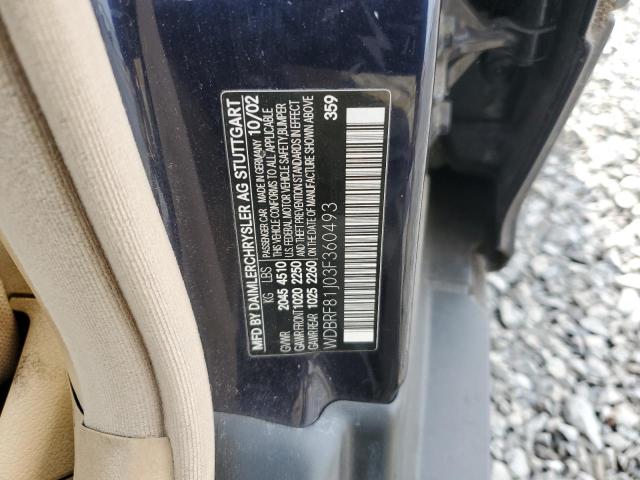 MFD BY DAIMLERCHRYSLER AG STUTTGART
KG LBS PASSENGER CAR MADE IN GERMANY 10/02
THIS VEHICLE CONFORMS TO ALL APPLICABLE
GVWR 2045 4510 U.S. FEDERAL MOTOR VEHICLE SAFETY,BUMPER
GAWR FRONT 1020 2250 AND THEFT PREVENTION STANDARDS IN EFFECT
GAWR REAR 1025 2260 ON THE DATE OF MANUFACTURE SHOWN ABOVE
359
WDBRF81J03F360493